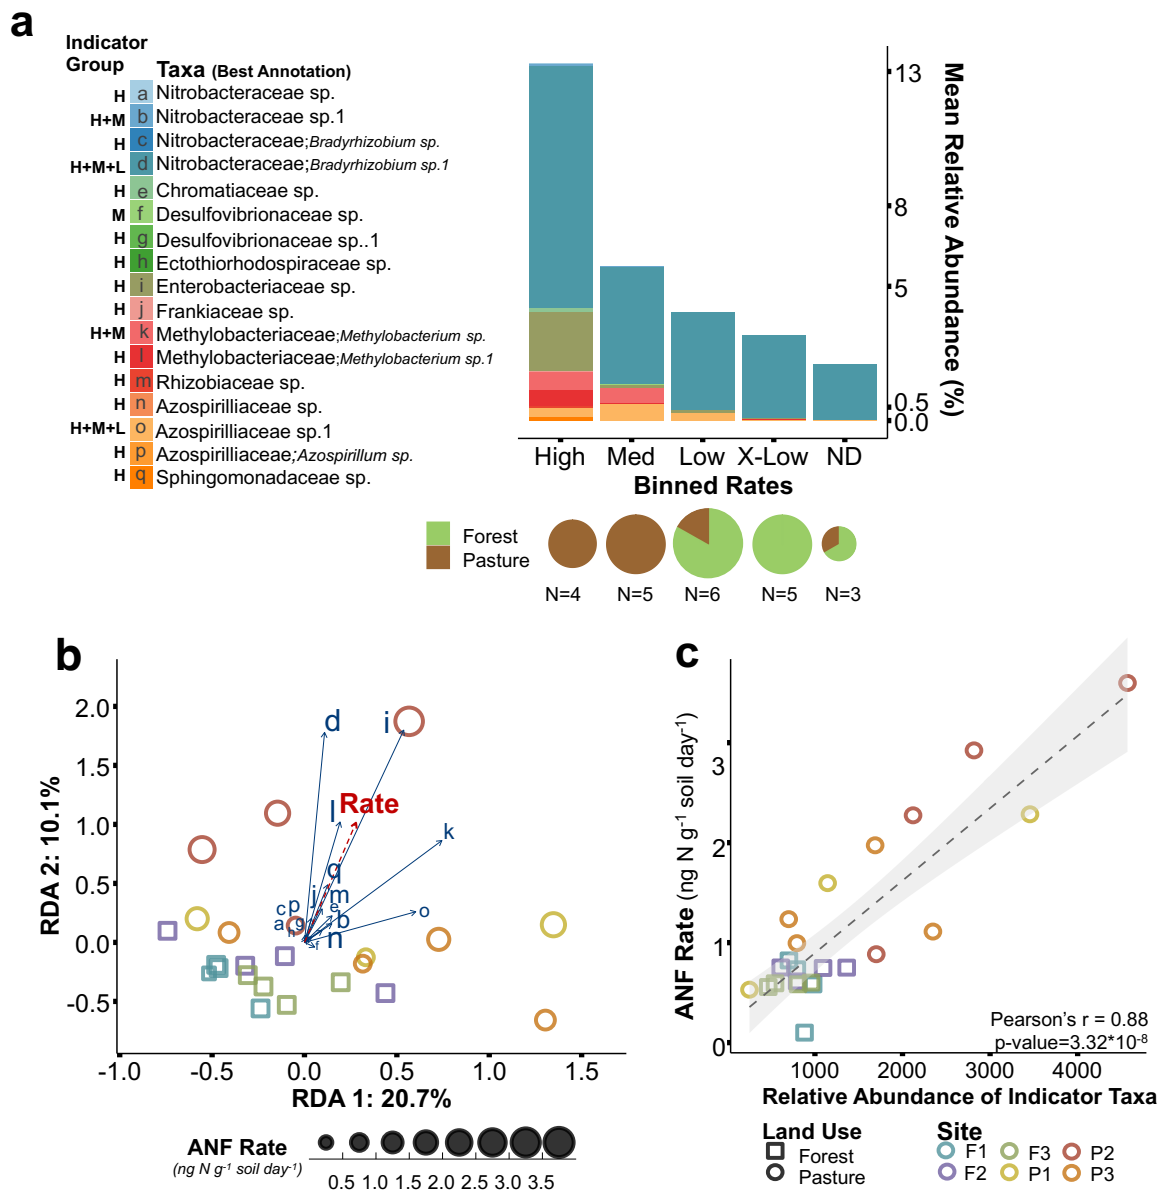 a
Indicator
Group
Taxa (Best Annotation)
H a Nitrobacteraceae sp.
H+M b Nitrobacteraceae sp.1
H c Nitrobacteraceae;Bradyrhizobium sp.
H+M+L d Nitrobacteraceae;Bradyrhizobium sp.1
H e Chromatiaceae sp.
M f Desulfovibrionaceae sp.
H g Desulfovibrionaceae sp..1
H h Ectothiorhodospiraceae sp.
H i Enterobacteriaceae sp.
H j Frankiaceae sp.
H+M k Methylobacteriaceae;Methylobacterium sp.
H l Methylobacteriaceae;Methylobacterium sp.1
H m Rhizobiaceae sp.
H n Azospirilliaceae sp.
H+M+L o Azospirilliaceae sp.1
H p Azospirilliaceae;Azospirillum sp.
H q Sphingomonadaceae sp.
13
8
5
0.5
0.0
Mean Relative Abundance (%)
High Med Low X-Low ND
Binned Rates
Forest
Pasture
N=4 N=5 N=6 N=5 N=3
b
RDA 2: 10.1%
2.0
1.5
1.0
0.5
0.0
-0.5
d
i
l
Rate
k
q
j
m
c
p
e
o
a
g
b
h
n
f
-1.0 -0.5 0.0 0.5 1.0 1.5
RDA 1: 20.7%
ANF Rate
(ng N g-1 soil day-1)
0.5 1.0 1.5 2.0 2.5 3.0 3.5
c
ANF Rate (ng N g-1 soil day-1)
3
2
1
0
Pearson's r = 0.88
p-value=3.32*10-8
1000 2000 3000 4000
Relative Abundance of Indicator Taxa
Land Use
Forest
Pasture
Site
F1 F3 P2
F2 P1 P3